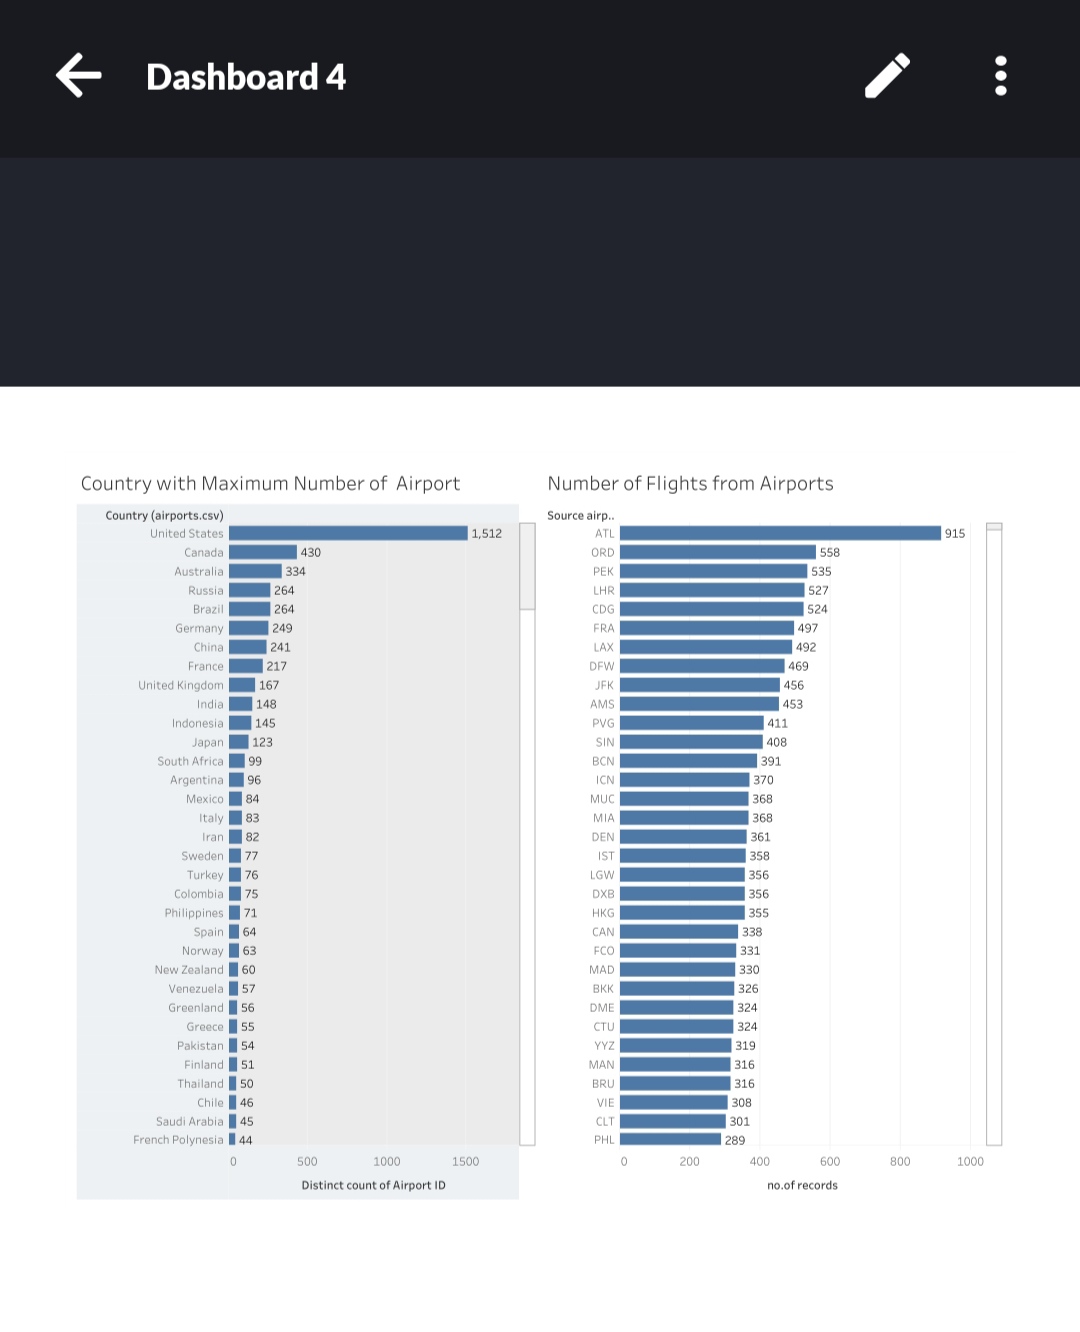 Dashboard 4
Country with Maximum Number of Airport
Country (airports.csv)
United States 1,512
Canada 430
Australia 334
Russia 264
Brazil 264
Germany 249
China 241
France 217
United Kingdom 167
India 148
Indonesia 145
Japan 123
South Africa 99
Argentina 96
Mexico 84
Italy 83
Iran 82
Sweden 77
Turkey 76
Colombia 75
Philippines 71
Spain 64
Norway 63
New Zealand 60
Venezuela 57
Greenland 56
Greece 55
Pakistan 54
Finland 51
Thailand 50
Chile 46
Saudi Arabia 45
French Polynesia 44
0 500 1000 1500
Distinct count of Airport ID
Number of Flights from Airports
Source airp..
ATL 915
ORD 558
PEK 535
LHR 527
CDG 524
FRA 497
LAX 492
DFW 469
JFK 456
AMS 453
PVG 411
SIN 408
BCN 391
ICN 370
MUC 368
MIA 368
DEN 361
IST 358
LGW 356
DXB 356
HKG 355
CAN 338
FCO 331
MAD 330
BKK 326
DME 324
CTU 324
YYZ 319
MAN 316
BRU 316
VIE 308
CLT 301
PHL 289
0 200 400 600 800 1000
no.of records